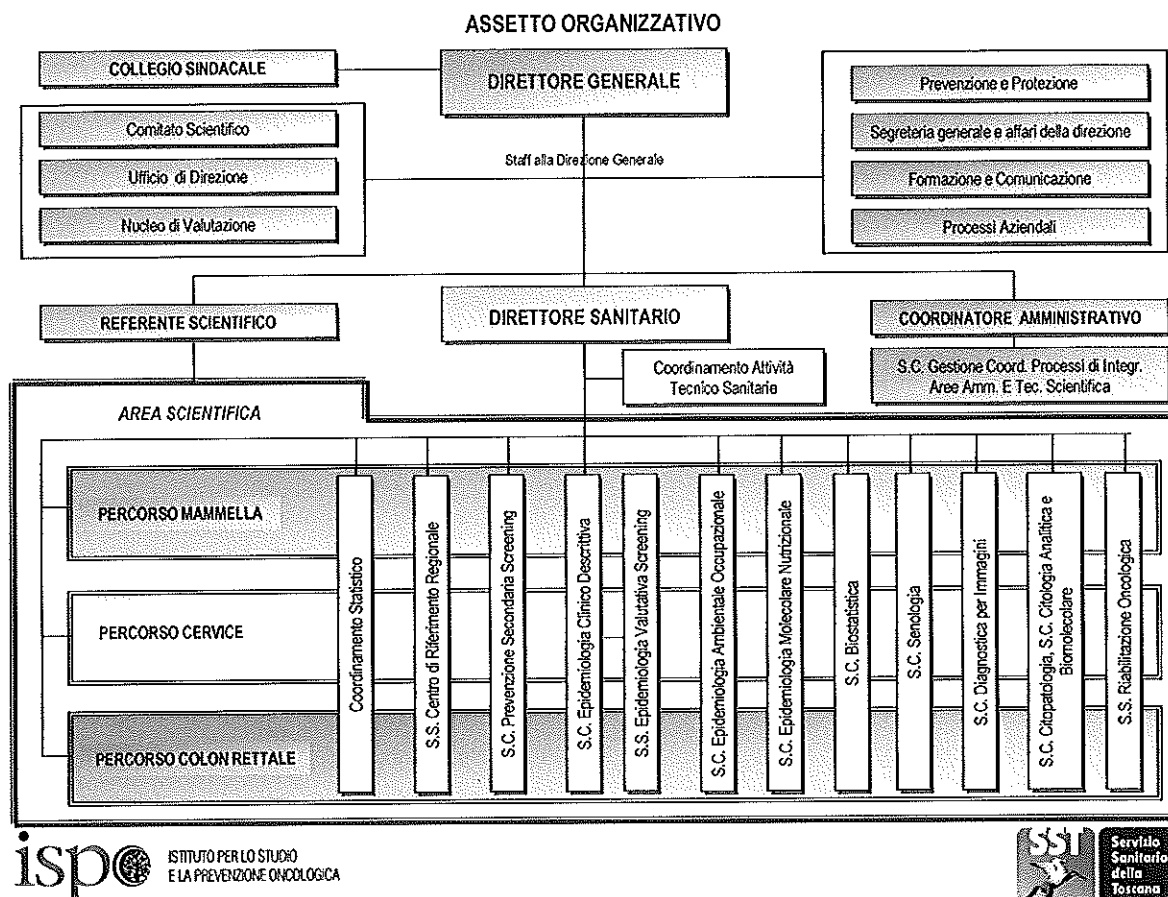 ASSETTO ORGANIZZATIVO
COLLEGIO SINDACALE
DIRETTORE GENERALE
Prevenzione e Protezione
Comitato Scientifico
Segreteria generale e affari della direzione
Staff alla Direzione Generale
Ufficio di Direzione
Formazione e Comunicazione
Nucleo di Valutazione
Processi Aziendali
REFERENTE SCIENTIFICO
DIRETTORE SANITARIO
COORDINATORE AMMINISTRATIVO
Coordinamento Attività
Tecnico Sanitarie
S.C. Gestione Coord. Processi di Integr.
Aree Amm. E Tec. Scientifica
AREA SCIENTIFICA
PERCORSO MAMMELLA
PERCORSO CERVICE
PERCORSO COLON RETTALE
Coordinamento Statistico
S.S. Centro di Riferimento Regionale
S.C. Prevenzione Secondaria Screening
S.C. Epidemiologia Clinico Descrittiva
S.S. Epidemiologia Valutativa Screening
S.C. Epidemiologia Ambientale Occupazionale
S.C. Epidemiologia Molecolare Nutrizionale
S.C. Biostatistica
S.C. Senologia
S.C. Diagnostica per Immagini
S.C. Citopatologia, S.C. Citologia Analitica e
Biomolecolare
S.S. Riabilitazione Oncologica
ispo
ISTITUTO PER LO STUDIO
E LA PREVENZIONE ONCOLOGICA
SST
Servizio
Sanitario
della
Toscana